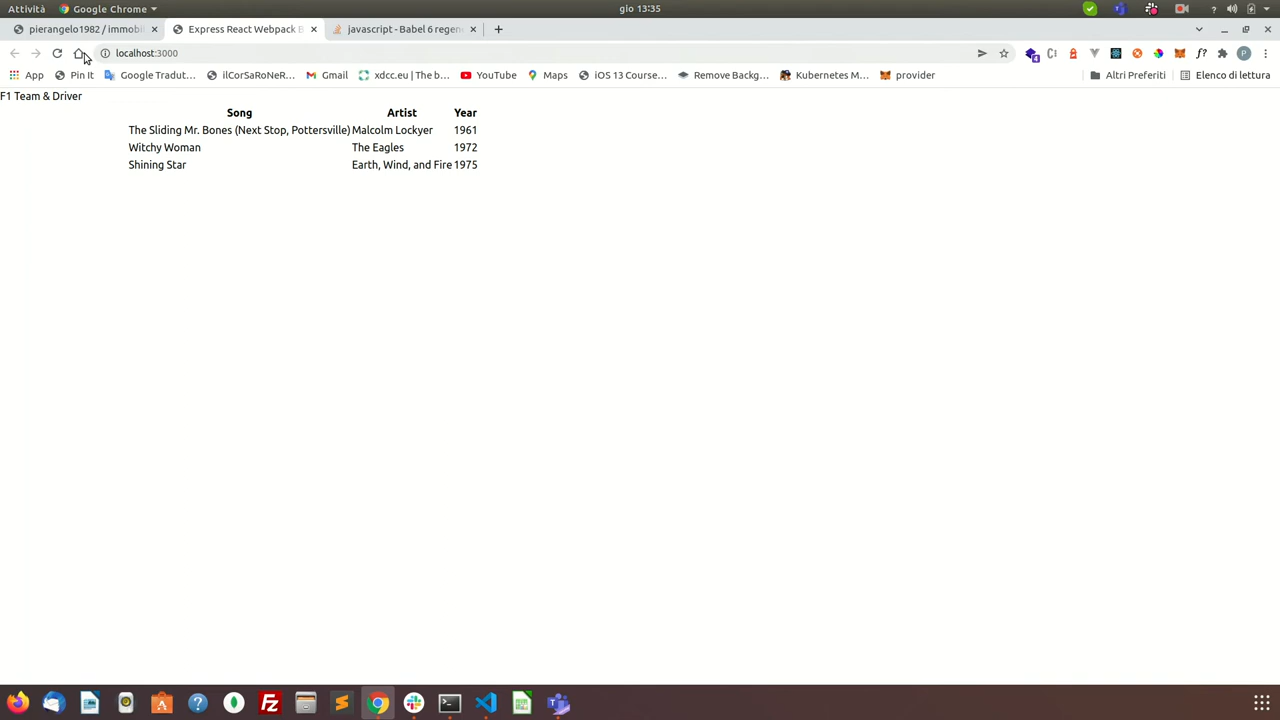 Attività Google Chrome gio 13:35
pierangelo1982 / immobil Express React Webpack B javascript - Babel 6 regene
localhost:3000
App Pin It Google Tradut... ilCorSaRoNeR... Gmail xdcc.eu | The b... YouTube Maps iOS 13 Course... Remove Backg... Kubernetes M... provider Altri Preferiti Elenco di lettura
F1 Team & Driver
Song Artist Year
The Sliding Mr. Bones (Next Stop, Pottersville) Malcolm Lockyer 1961
Witchy Woman The Eagles 1972
Shining Star Earth, Wind, and Fire 1975